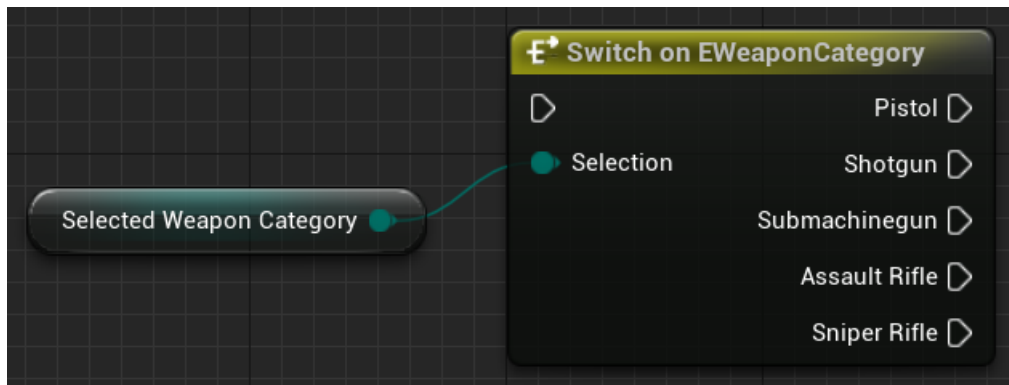 Switch on EWeaponCategory
Pistol
Selection
Shotgun
Selected Weapon Category
Submachinegun
Assault Rifle
Sniper Rifle